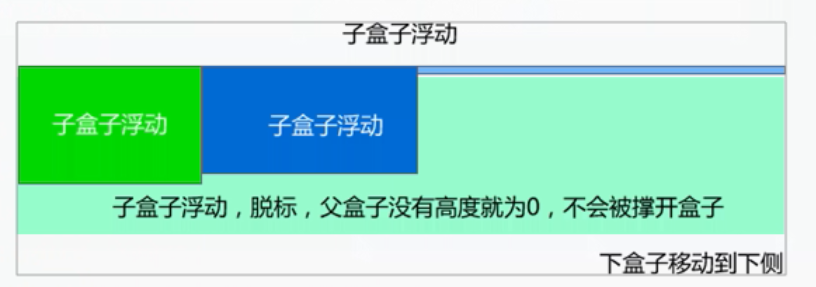 子盒子浮动
子盒子浮动
子盒子浮动
子盒子浮动，脱标，父盒子没有高度就为0，不会被撑开盒子
下盒子移动到下侧